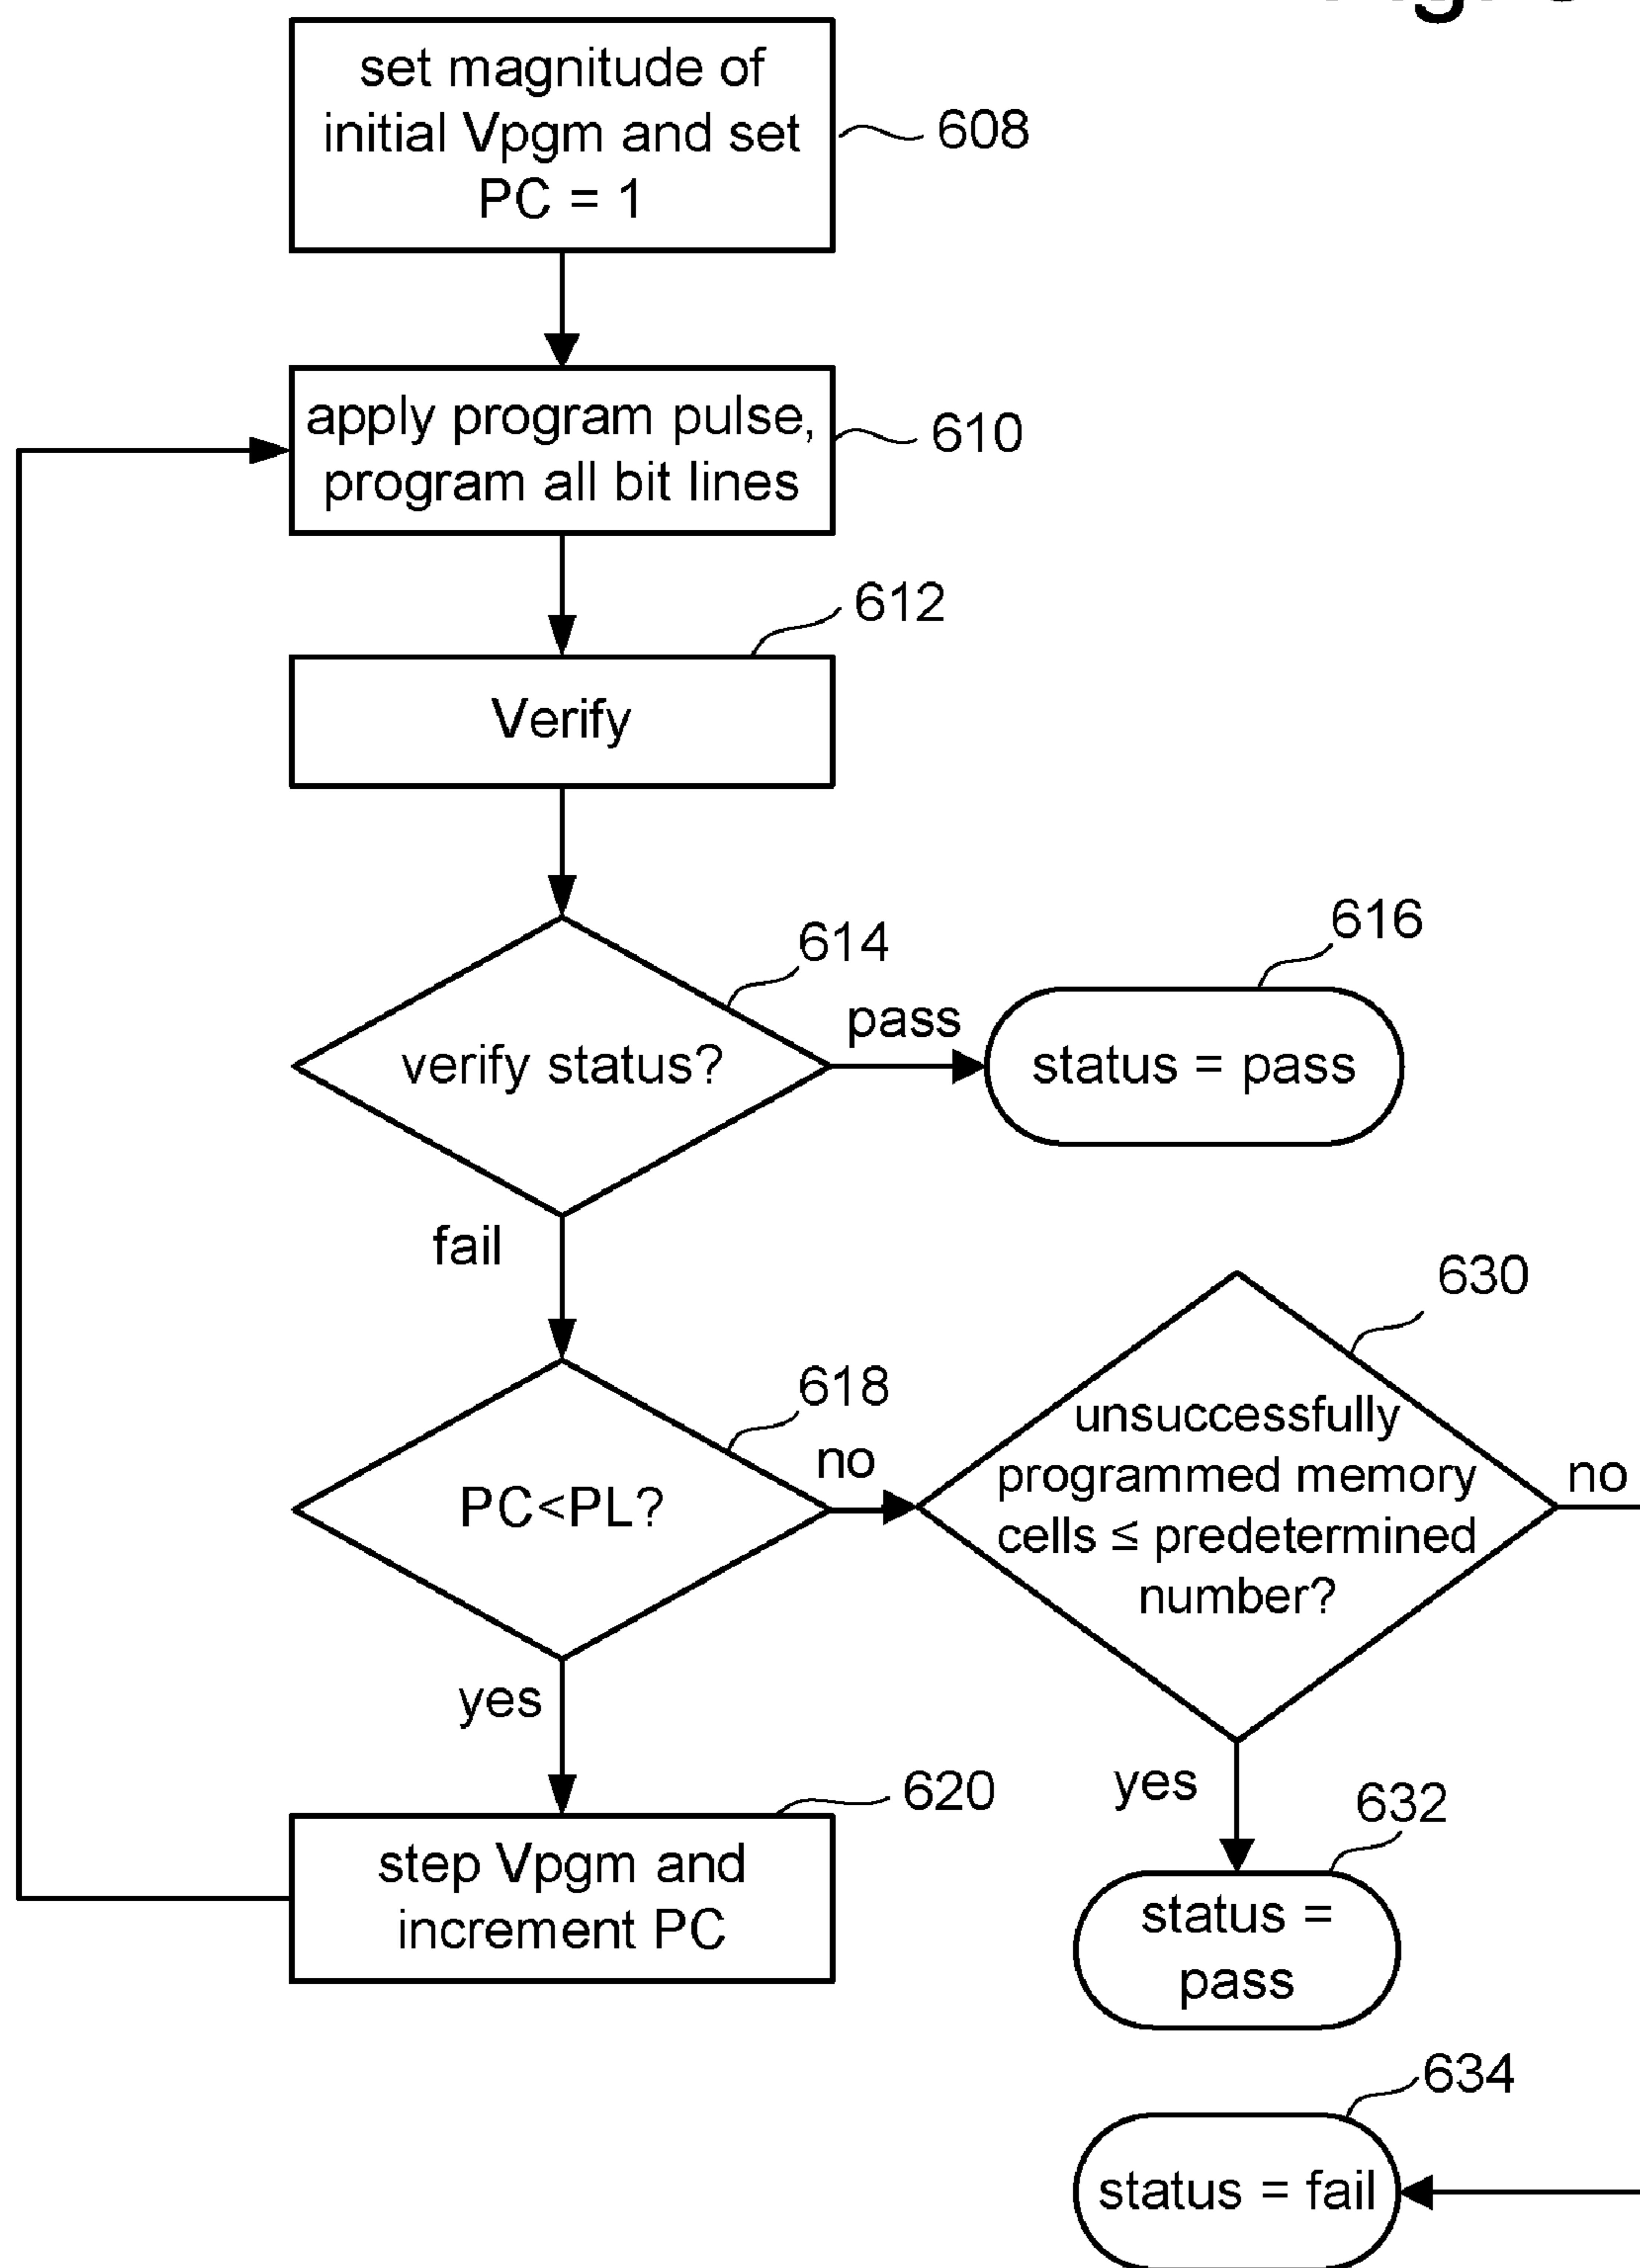 set magnitude of
initial Vpgm and set
PC = 1
608
apply program pulse,
program all bit lines
610
612
Verify
614
verify status?
pass
616
status = pass
fail
618
PC<PL?
no
630
unsuccessfully
programmed memory
cells ≤ predetermined
number?
no
yes
620
step Vpgm and
increment PC
yes
632
status =
pass
634
status = fail